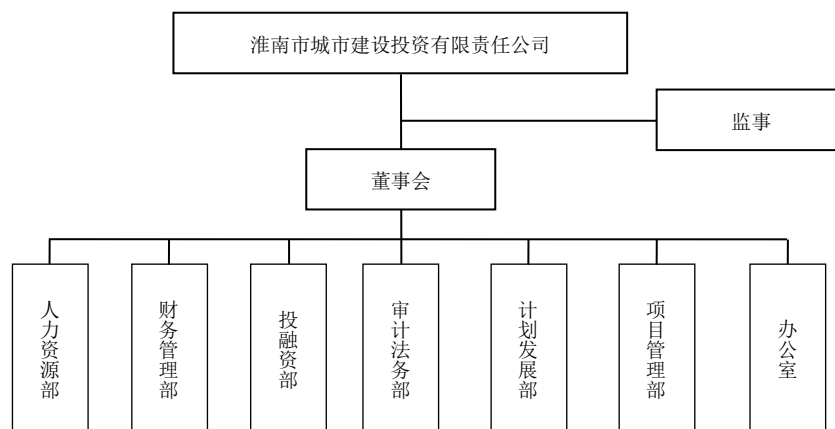 淮南市城市建设投资有限责任公司
监事
董事会
人力资源部
财务管理部
投融资部
审计法务部
计划发展部
项目管理部
办公室